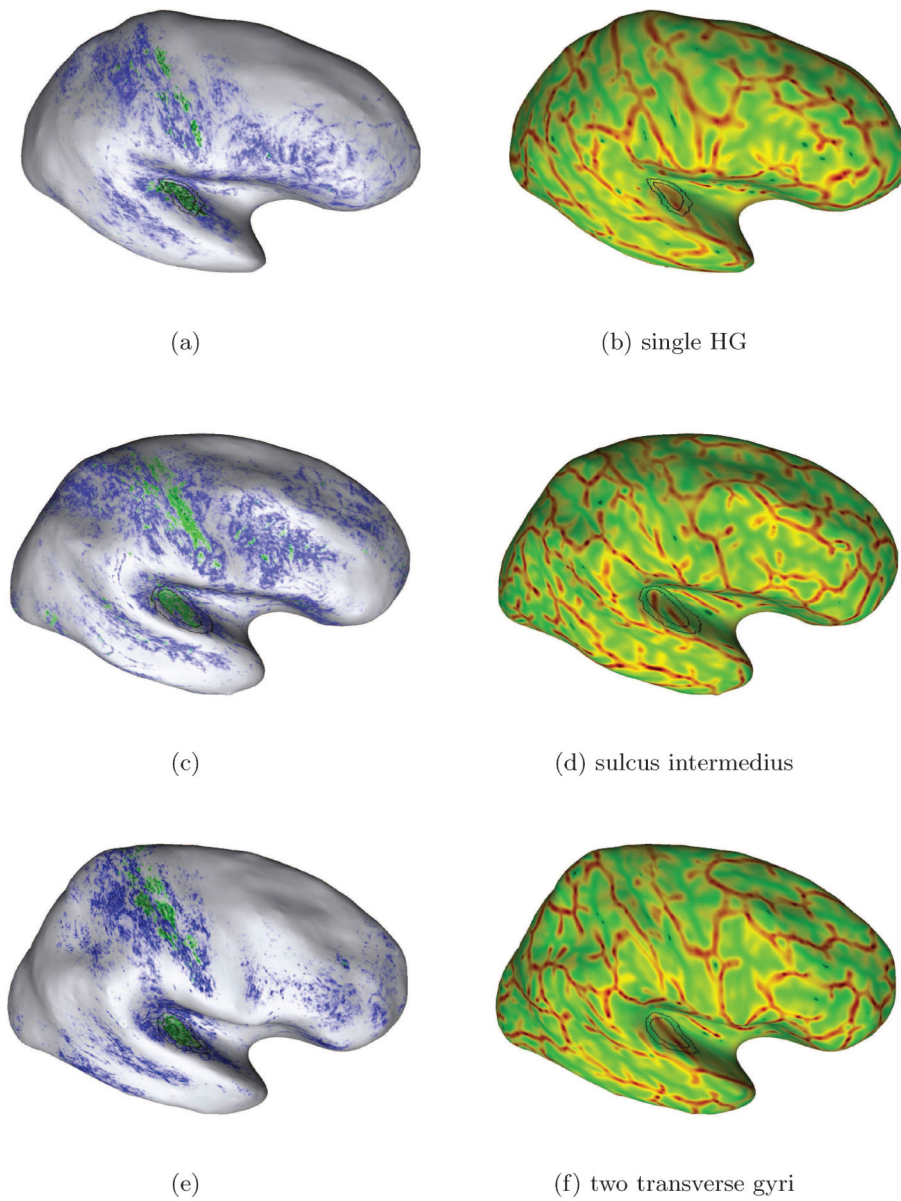 (a)
(b) single HG
(c)
(d) sulcus intermedius
(e)
(f) two transverse gyri